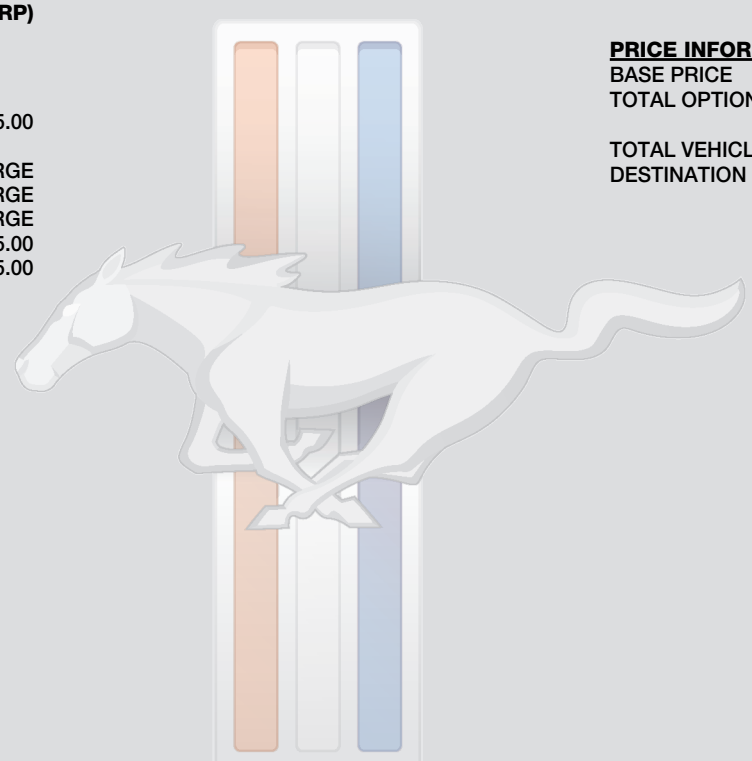 RP)
5.00
RGE
RGE
RGE
5.00
5.00
PRICE INFOR
BASE PRICE
TOTAL OPTION
TOTAL VEHICL
DESTINATION